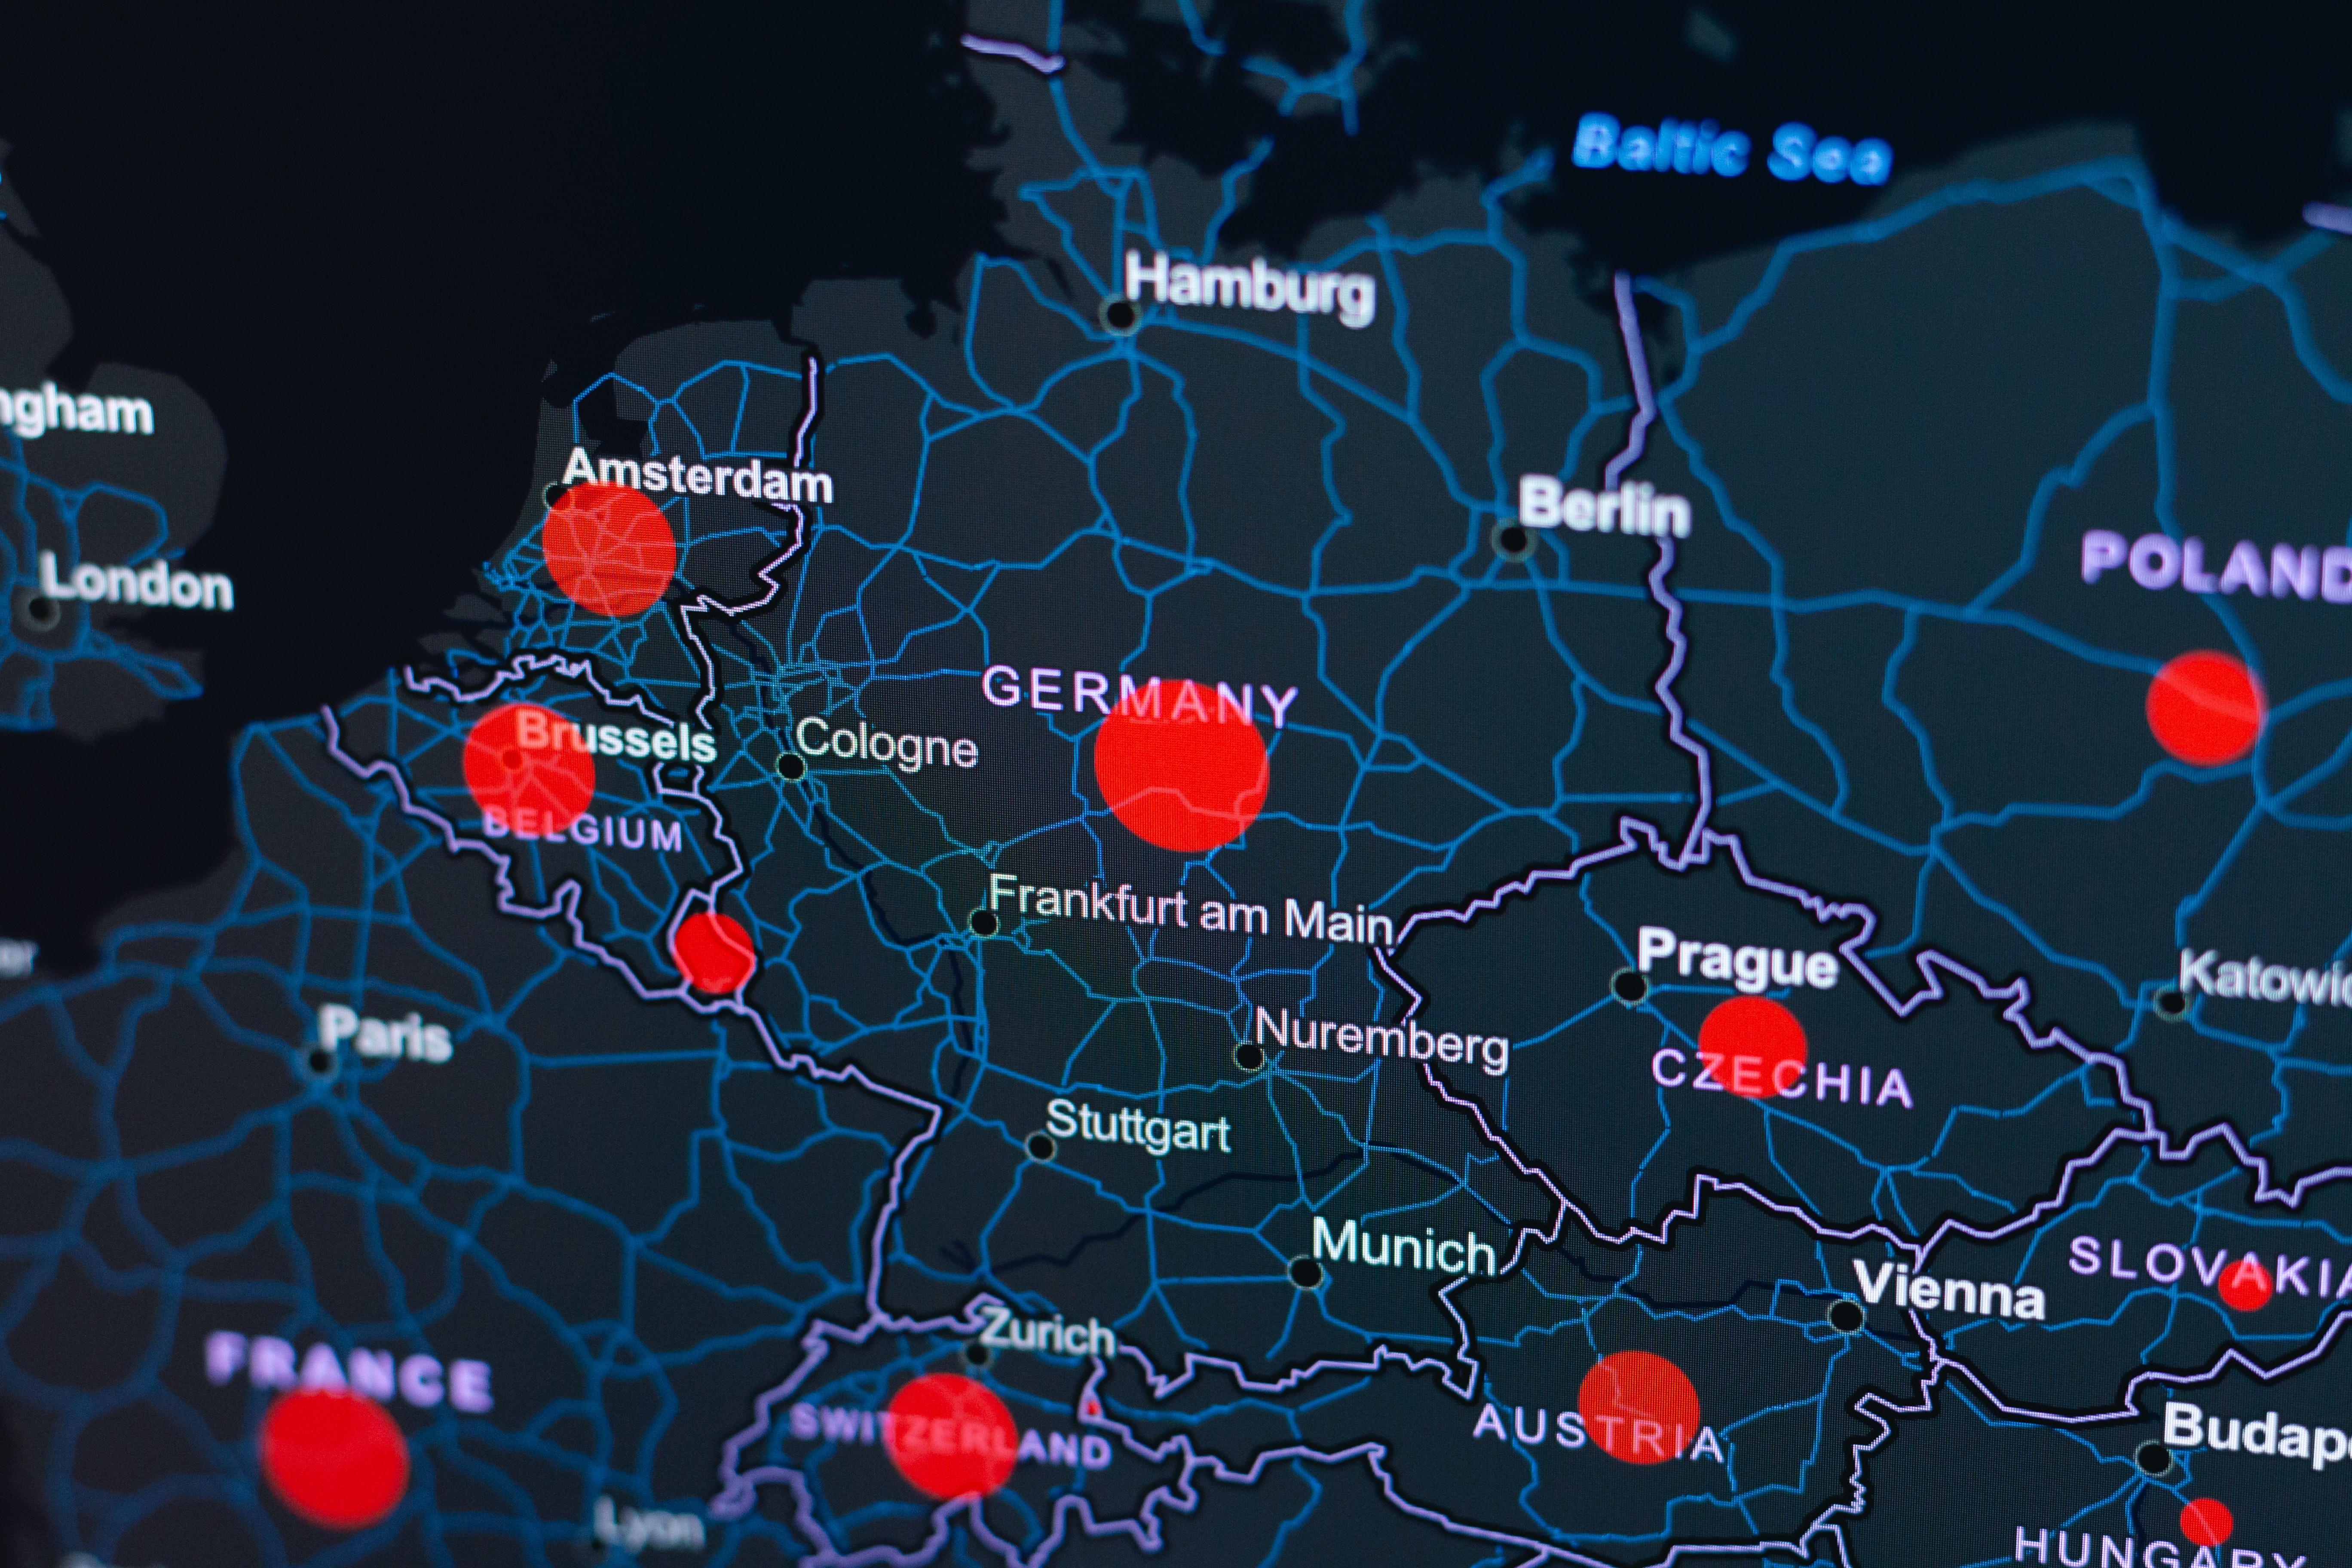 Baltic Sea
Hamburg
ngham
Amsterdam
Berlin
London
POLAND
GERMANY
Brussels
Cologne
BELGIUM
Frankfurt am Main
Prague
Katowic
Paris
Nuremberg
CZECHIA
Stuttgart
Munich
SLOVAKIA
Vienna
Zurich
FRANCE
SWITZERLAND
AUSTRIA
Budap
Lyon
HUNGARY